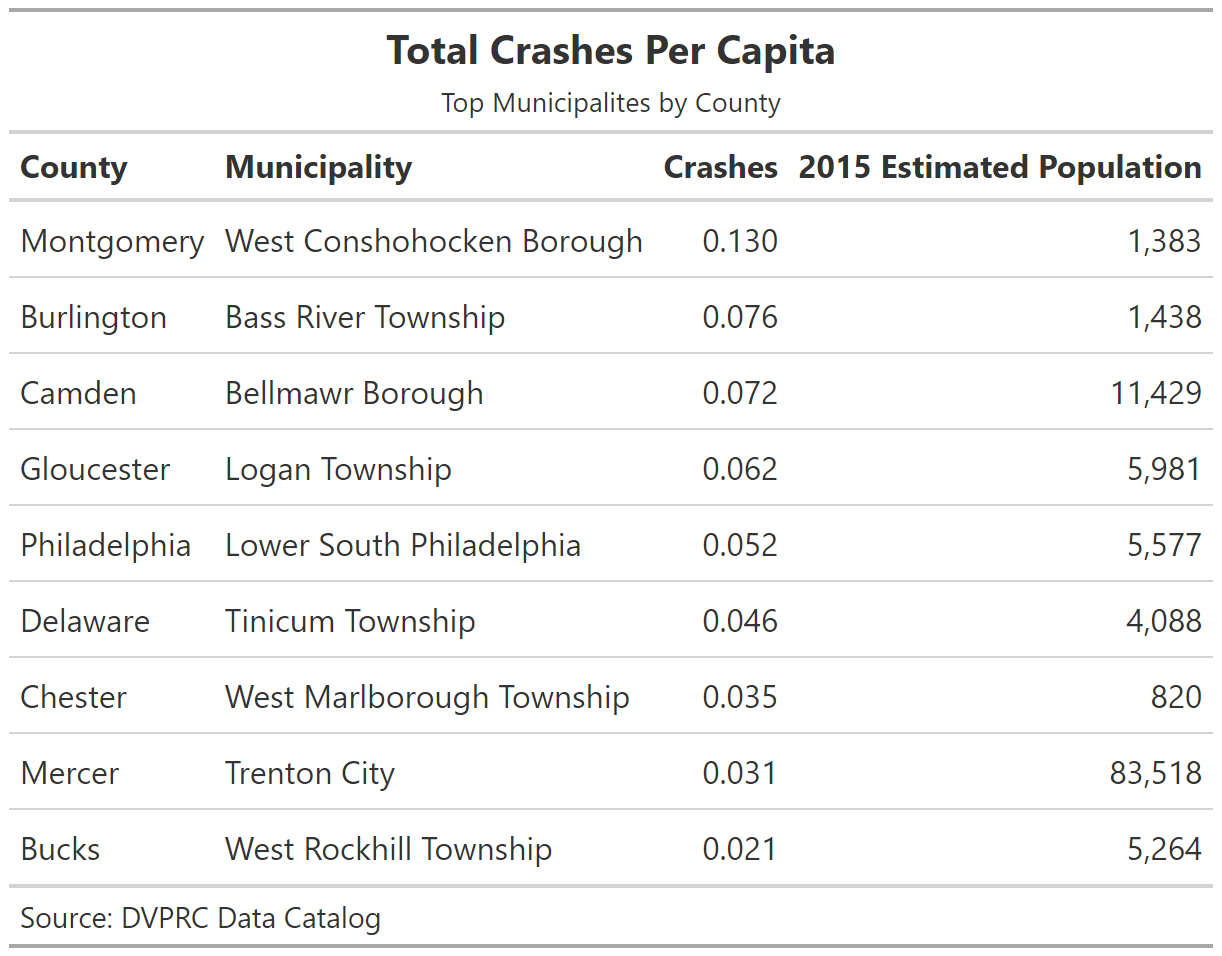 Total Crashes Per Capita
Top Municipalites by County
County Municipality Crashes 2015 Estimated Population
Montgomery West Conshohocken Borough 0.130 1,383
Burlington Bass River Township 0.076 1,438
Camden Bellmawr Borough 0.072 11,429
Gloucester Logan Township 0.062 5,981
Philadelphia Lower South Philadelphia 0.052 5,577
Delaware Tinicum Township 0.046 4,088
Chester West Marlborough Township 0.035 820
Mercer Trenton City 0.031 83,518
Bucks West Rockhill Township 0.021 5,264
Source: DVPRC Data Catalog